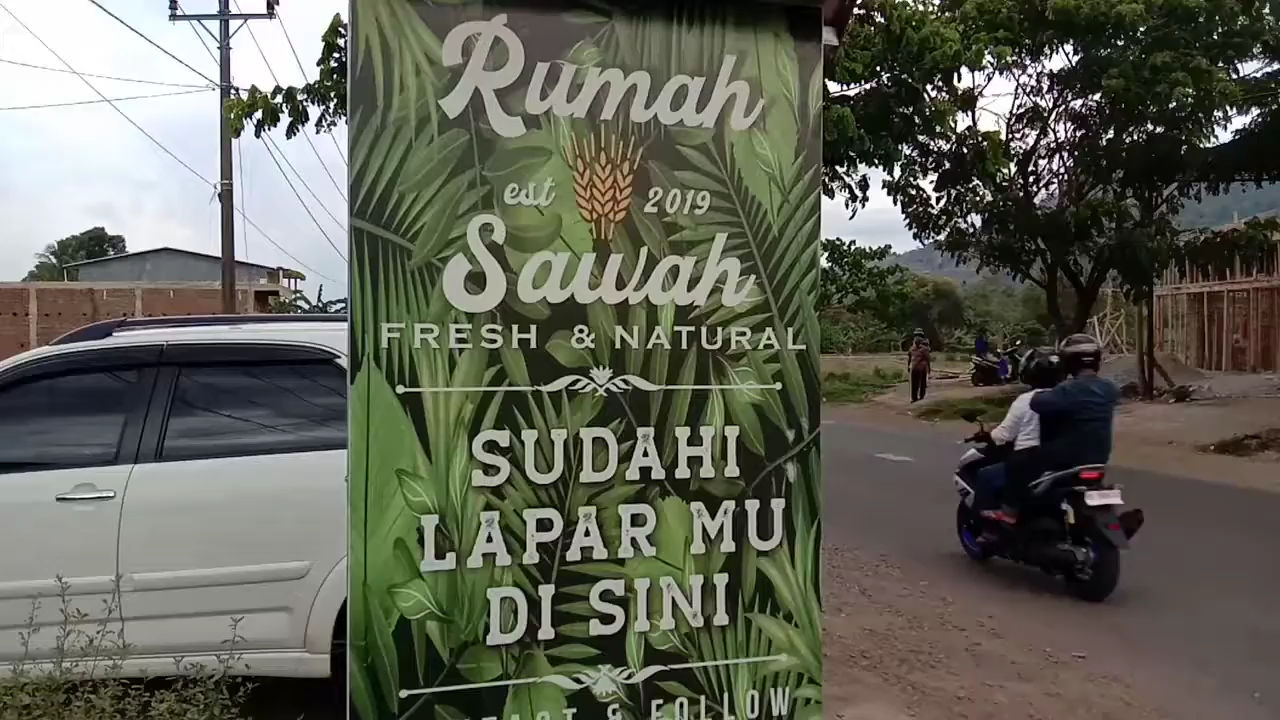 Rumah
est 2019
Sawah
FRESH & NATURAL
SUDAHI
LAPAR MU
DI SINI
& FOLLOW